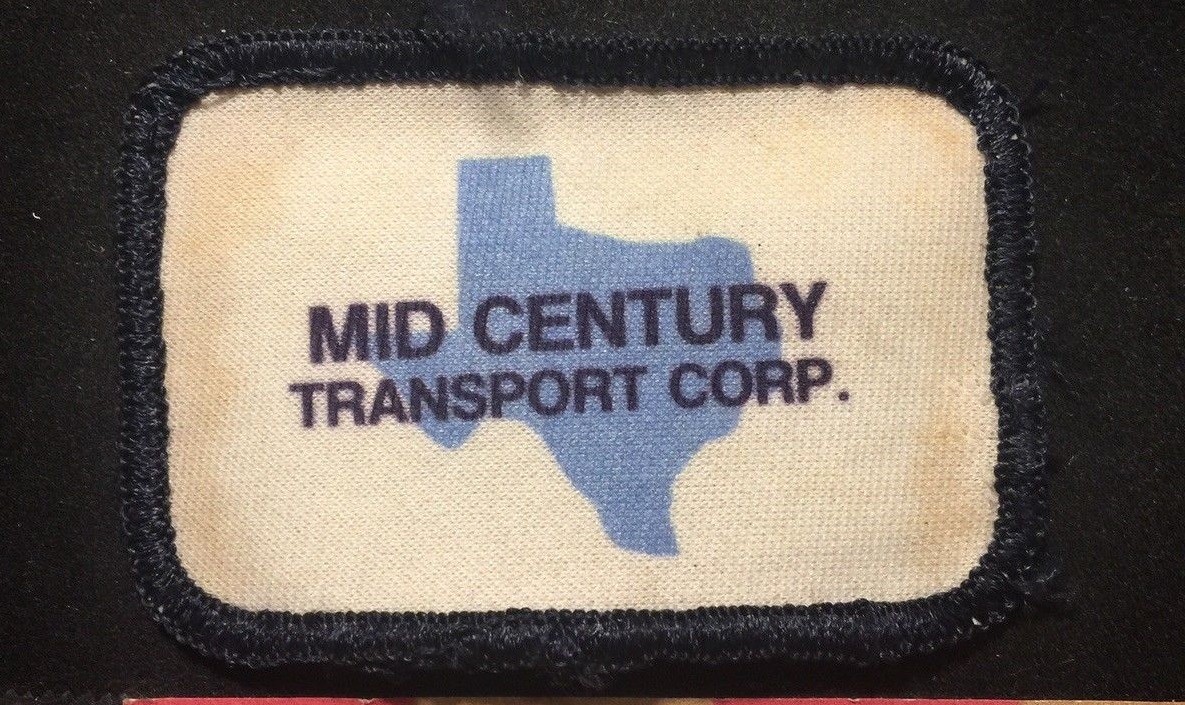 MID CENTURY
TRANSPORT CORP.